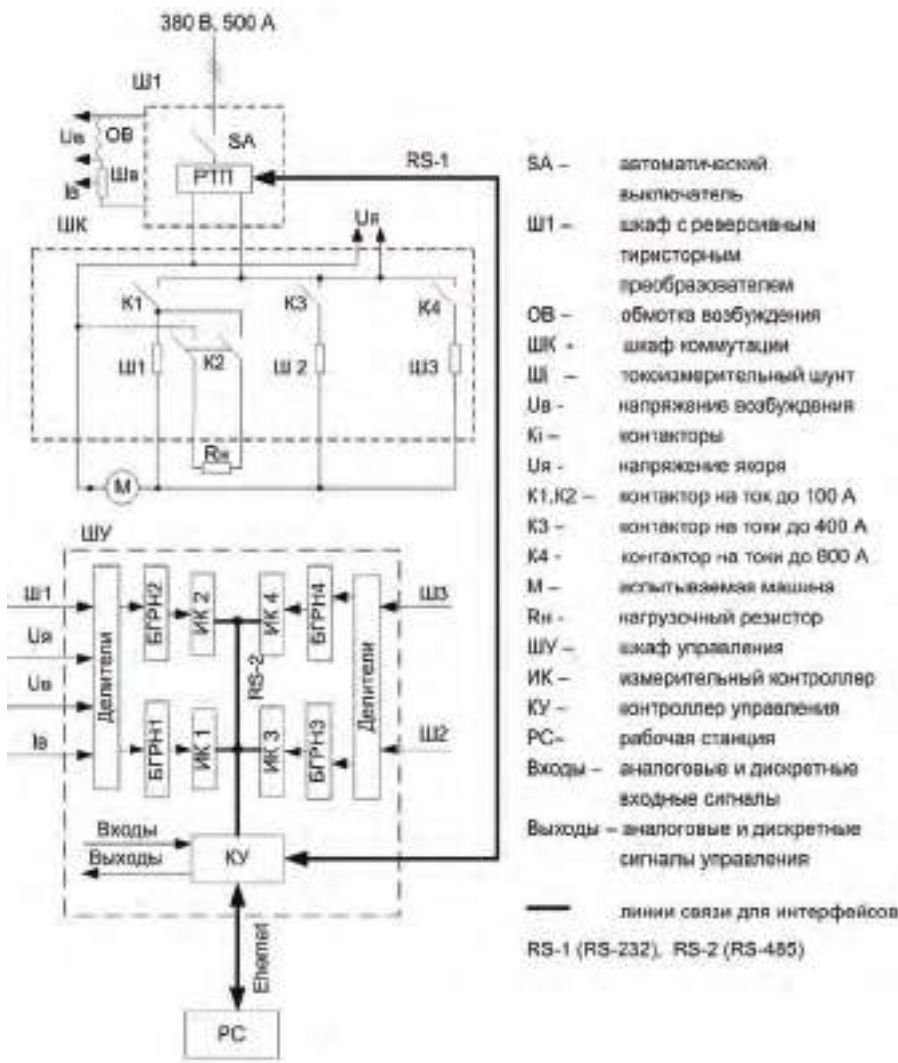 380 В, 500 А
Ш1
Uв
ОВ
SA
Шв
РТП
RS-1
Iв
ШК
Uя
К1
К3
К4
Ш1
К2
Ш 2
Ш3
Rн
М
ШУ
Ш1
Uя
Uв
Iв
Делители
БГРН2
ИК 2
ИК 4
БГРН4
Делители
Ш3
RS-2
БГРН1
ИК 1
ИК 3
БГРН3
Ш2
Входы
Выходы
КУ
Ehernet
РС
SA – автоматический
выключатель
Ш1 – шкаф с реверсивным
тиристорным
преобразователем
ОВ – обмотка возбуждения
ШК - шкаф коммутации
Шi – токоизмерительный шунт
Uв - напряжение возбуждения
Кi – контакторы
Uя - напряжение якоря
К1,К2 – контактор на ток до 100 А
К3 – контактор на токи до 400 А
К4 - контактор на токи до 800 А
М – испытываемая машина
Rн - нагрузочный резистор
ШУ – шкаф управления
ИК – измерительный контроллер
КУ – контроллер управления
РС– рабочая станция
Входы – аналоговые и дискретные
входные сигналы
Выходы – аналоговые и дискретные
сигналы управления
линии связи для интерфейсов
RS-1 (RS-232), RS-2 (RS-485)